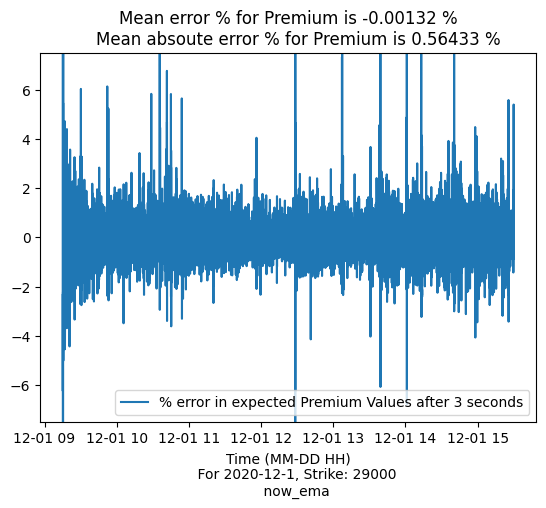 Mean error % for Premium is -0.00132 %
Mean absoute error % for Premium is 0.56433 %
6
4
2
0
−2
−4
−6
% error in expected Premium Values after 3 seconds
12-01 09 12-01 10 12-01 11 12-01 12 12-01 13 12-01 14 12-01 15
Time (MM-DD HH)
For 2020-12-1, Strike: 29000
now_ema